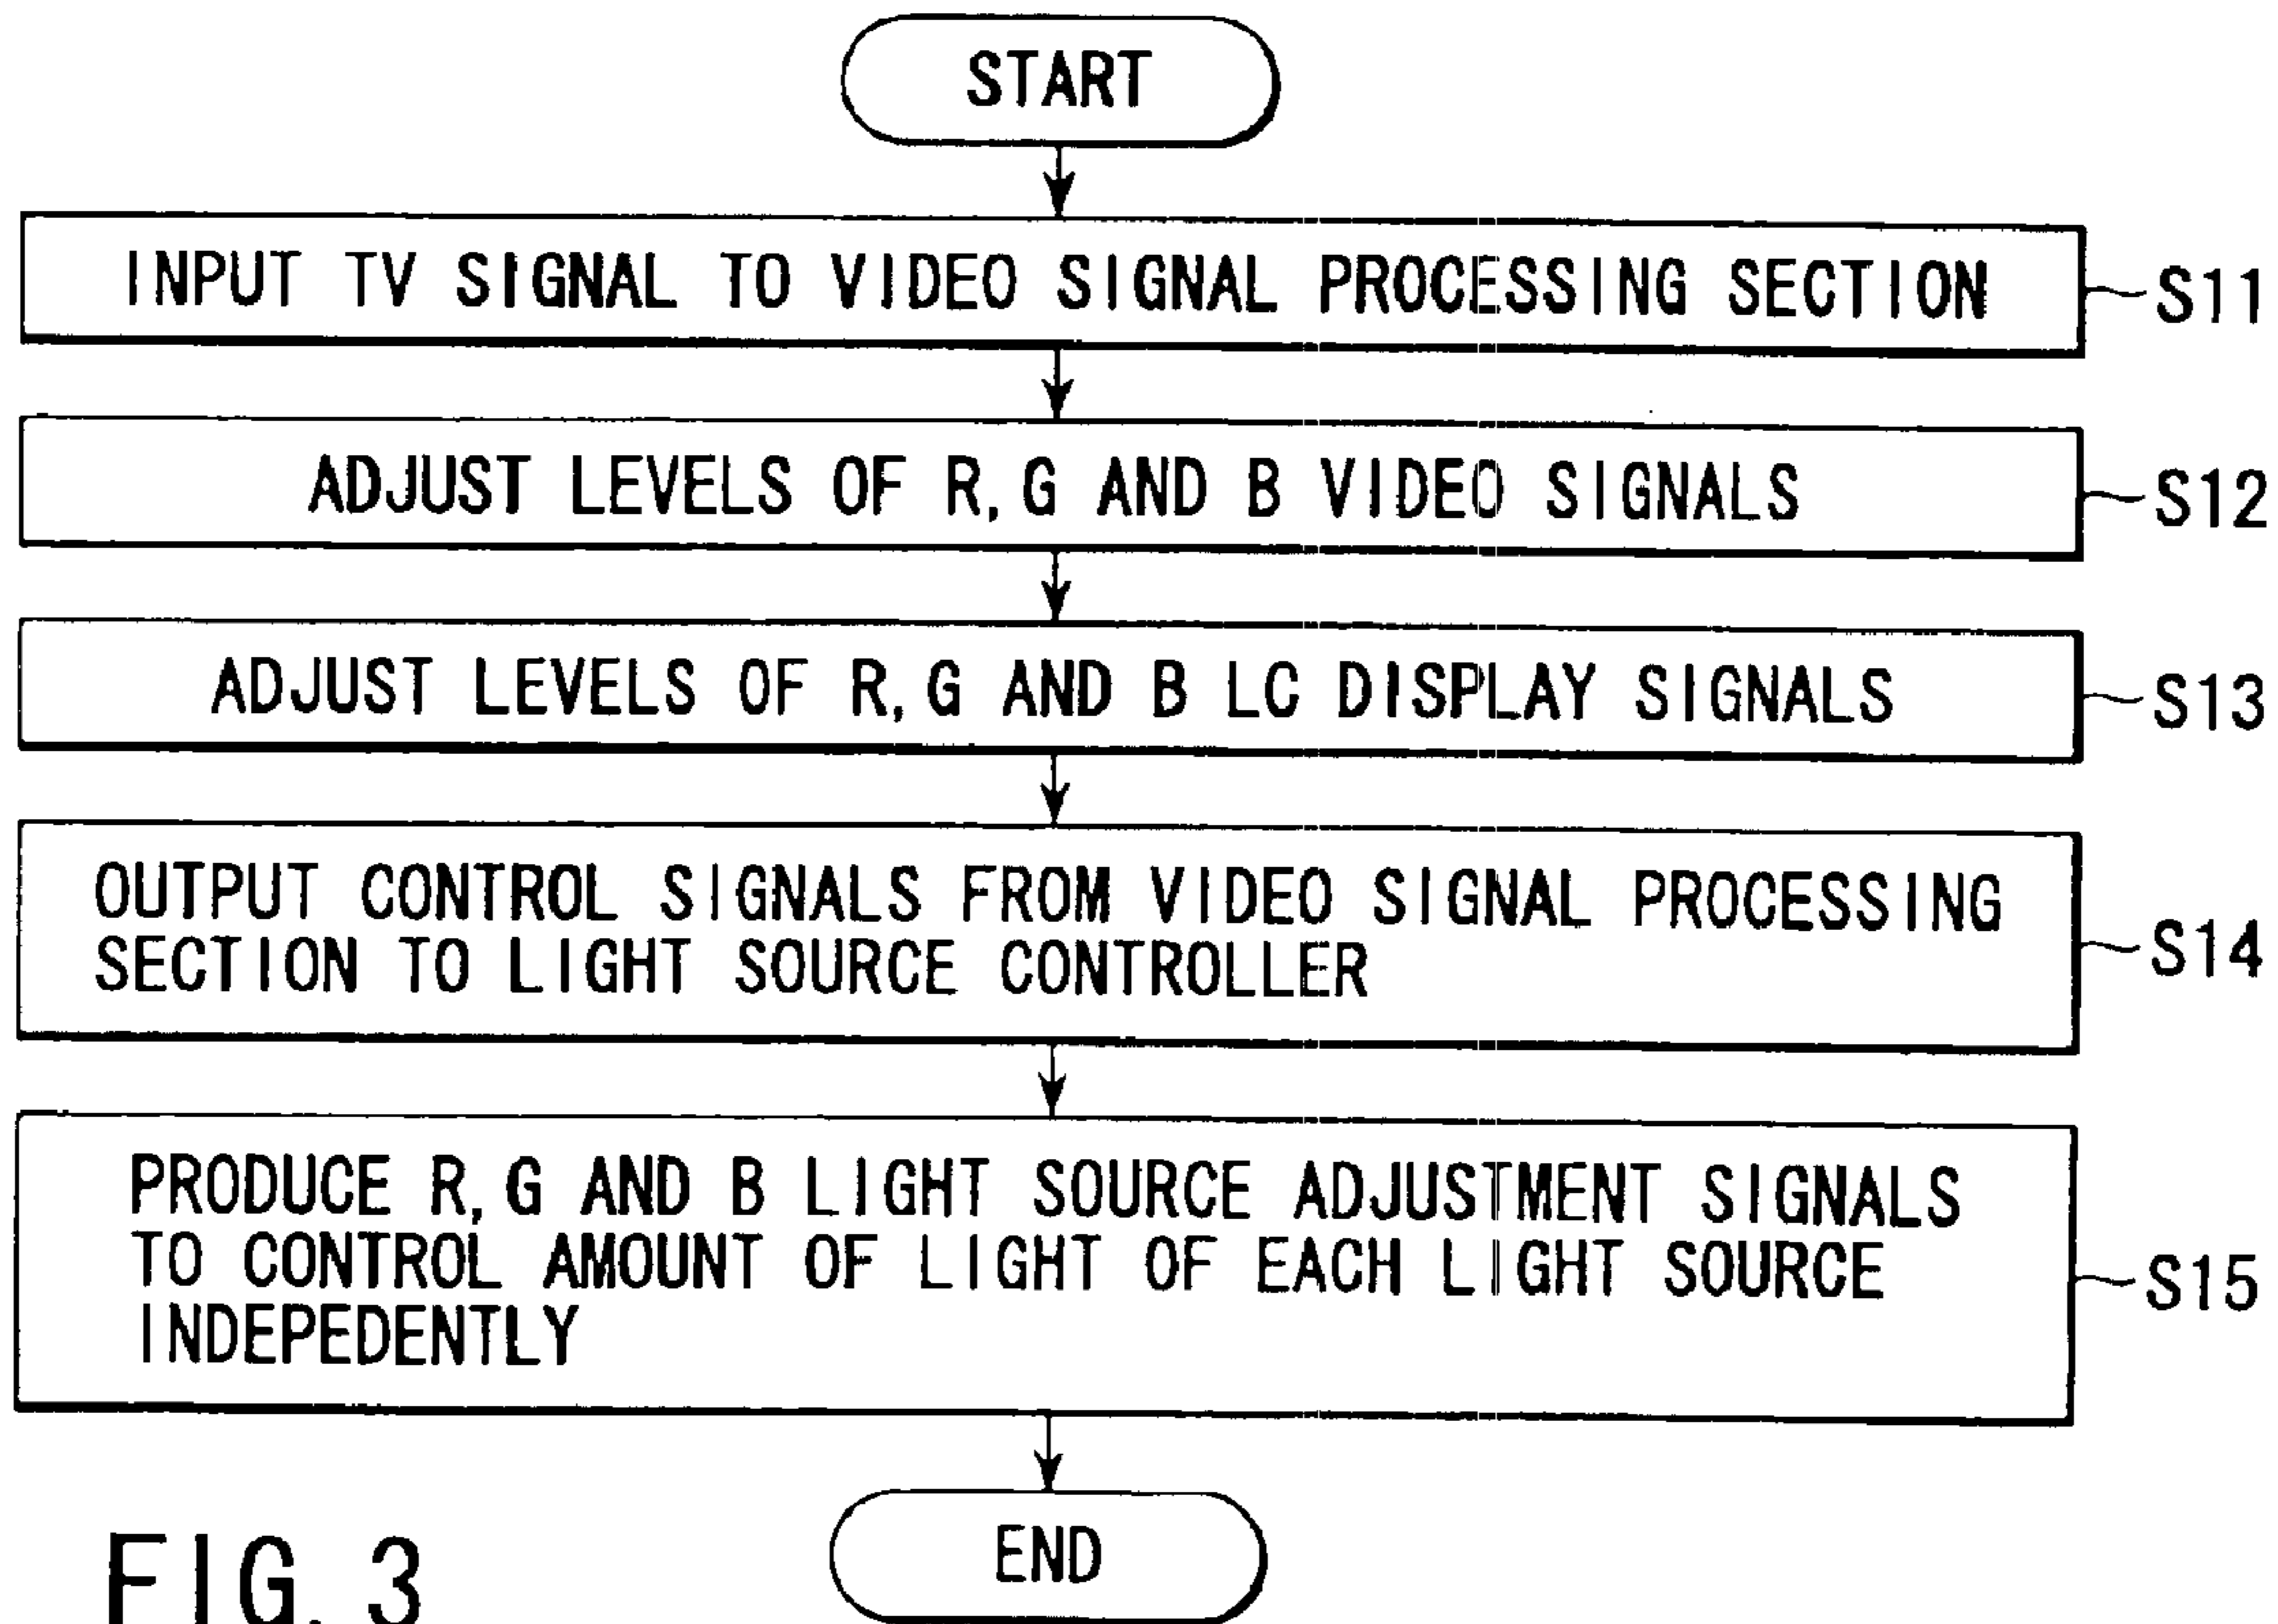 START
INPUT TV SIGNAL TO VIDEO SIGNAL PROCESSING SECTION
S11
ADJUST LEVELS OF R, G AND B VIDEO SIGNALS
S12
ADJUST LEVELS OF R, G AND B LC DISPLAY SIGNALS
S13
OUTPUT CONTROL SIGNALS FROM VIDEO SIGNAL PROCESSING
SECTION TO LIGHT SOURCE CONTROLLER
S14
PRODUCE R, G AND B LIGHT SOURCE ADJUSTMENT SIGNALS
TO CONTROL AMOUNT OF LIGHT OF EACH LIGHT SOURCE
INDEPEDENTLY
S15
END
FIG. 3